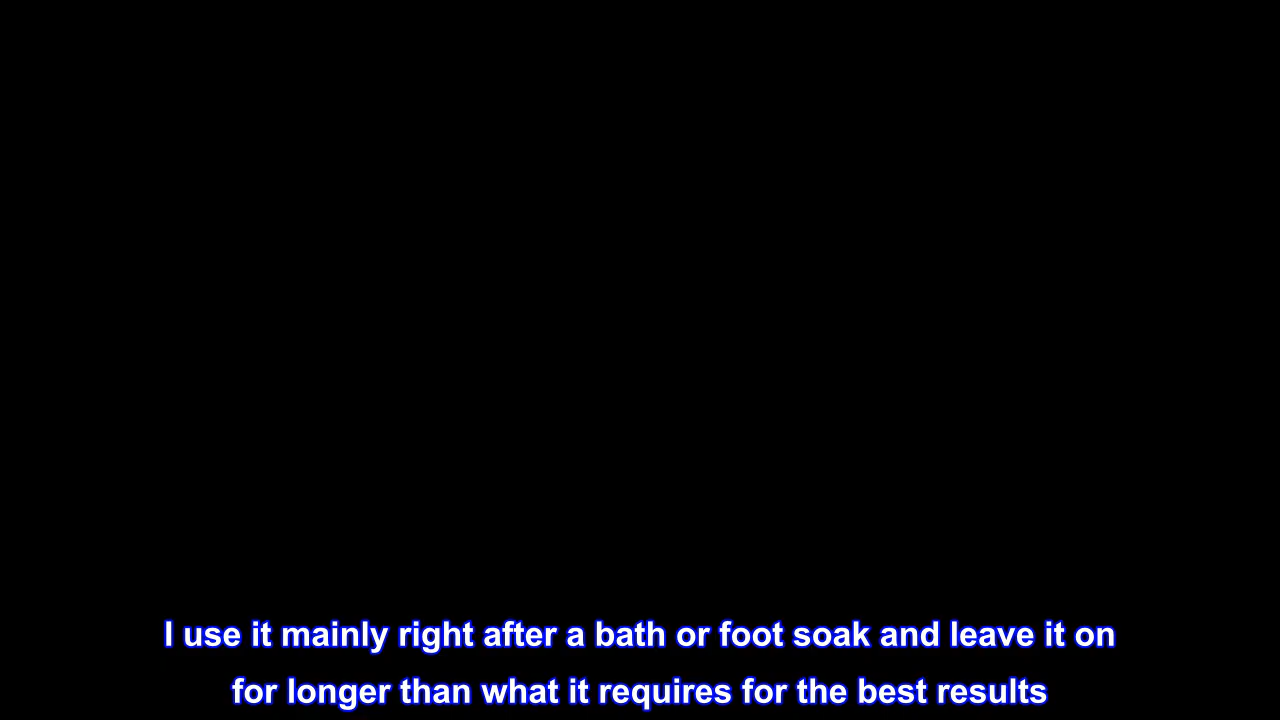 I use it mainly right after a bath or foot soak and leave it on
for longer than what it requires for the best results